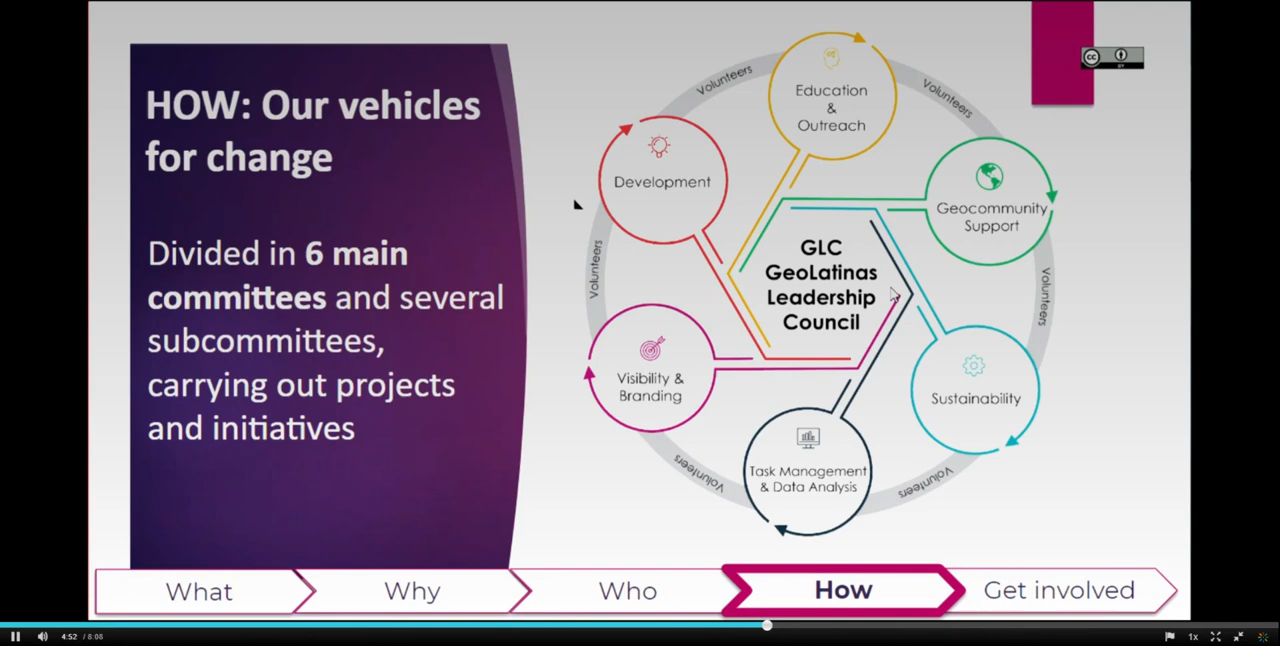 HOW: Our vehicles
for change
Divided in 6 main
committees and several
subcommittees,
carrying out projects
and initiatives
Volunteers
Education
&
Outreach
Volunteers
Development
Geocommunity
Support
GLC
GeoLatinas
Leadership
Council
Volunteers
Volunteers
Visibility &
Branding
Sustainability
Task Management
& Data Analysis
Volunteers
Volunteers
cc
BY
What
Why
Who
How
Get involved
4:52 / 8:08
1x